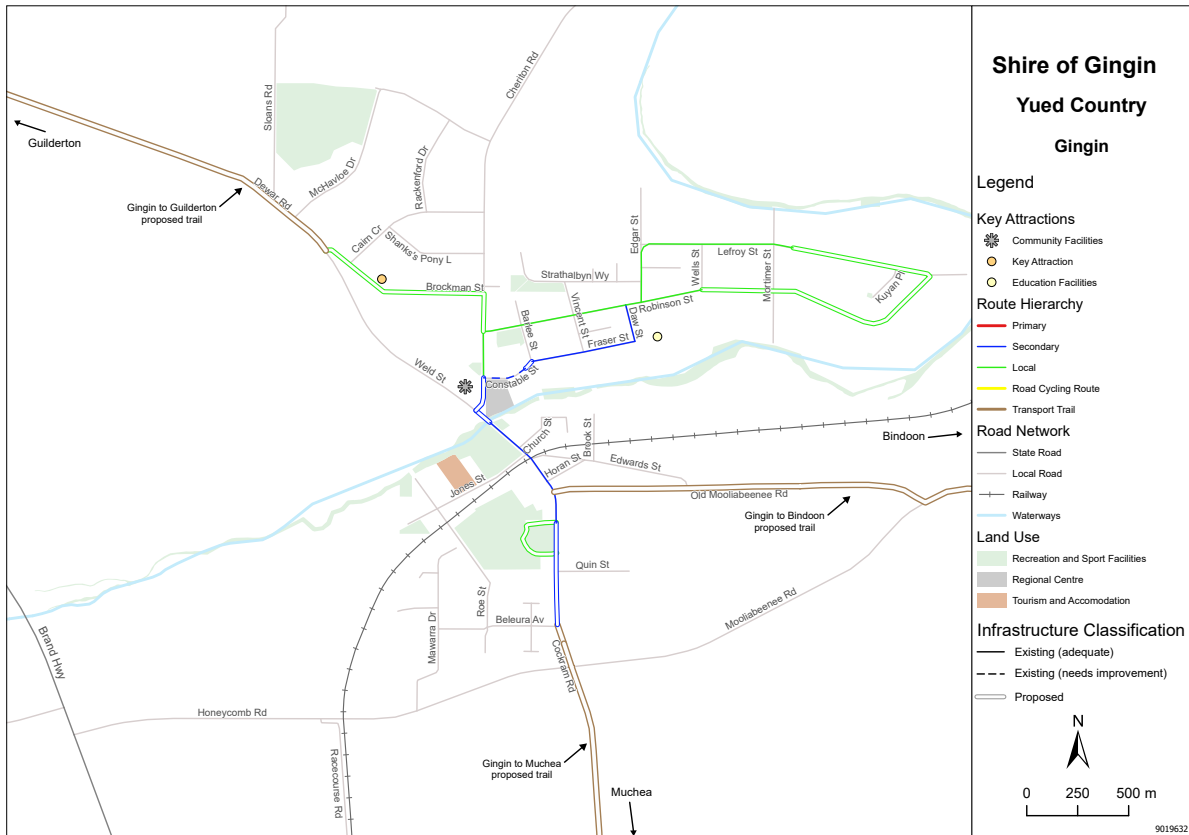 Shire of Gingin
Yued Country
Gingin
Legend
Key Attractions
Community Facilities
Key Attraction
Education Facilities
Route Hierarchy
Primary
Secondary
Local
Road Cycling Route
Transport Trail
Road Network
State Road
Local Road
Railway
Waterways
Land Use
Recreation and Sport Facilities
Regional Centre
Tourism and Accomodation
Infrastructure Classification
Existing (adequate)
Existing (needs improvement)
Proposed
N
0 250 500 m
9019632
Sloans Rd
Cheriton Rd
Guilderton
McHavloe Dr
Rackenford Dr
Dewar Rd
Gingin to Guilderton
proposed trail
Cairn Cr
Shanks's Pony L
Edgar St
Lefroy St
Wells St
Mortimer St
Strathalbyn Wy
Kuyan Pl
Brockman St
Vincent St
Robinson St
Barlee St
Daw St
Fraser St
Weld St
Constable St
Church St
Brook St
Bindoon
Horan St
Edwards St
Jones St
Old Mooliabeenee Rd
Gingin to Bindoon
proposed trail
Quin St
Roe St
Mooliabeenee Rd
Beleura Av
Mawarra Dr
Brand Hwy
Cockram Rd
Honeycomb Rd
Racecourse Rd
Gingin to Muchea
proposed trail
Muchea